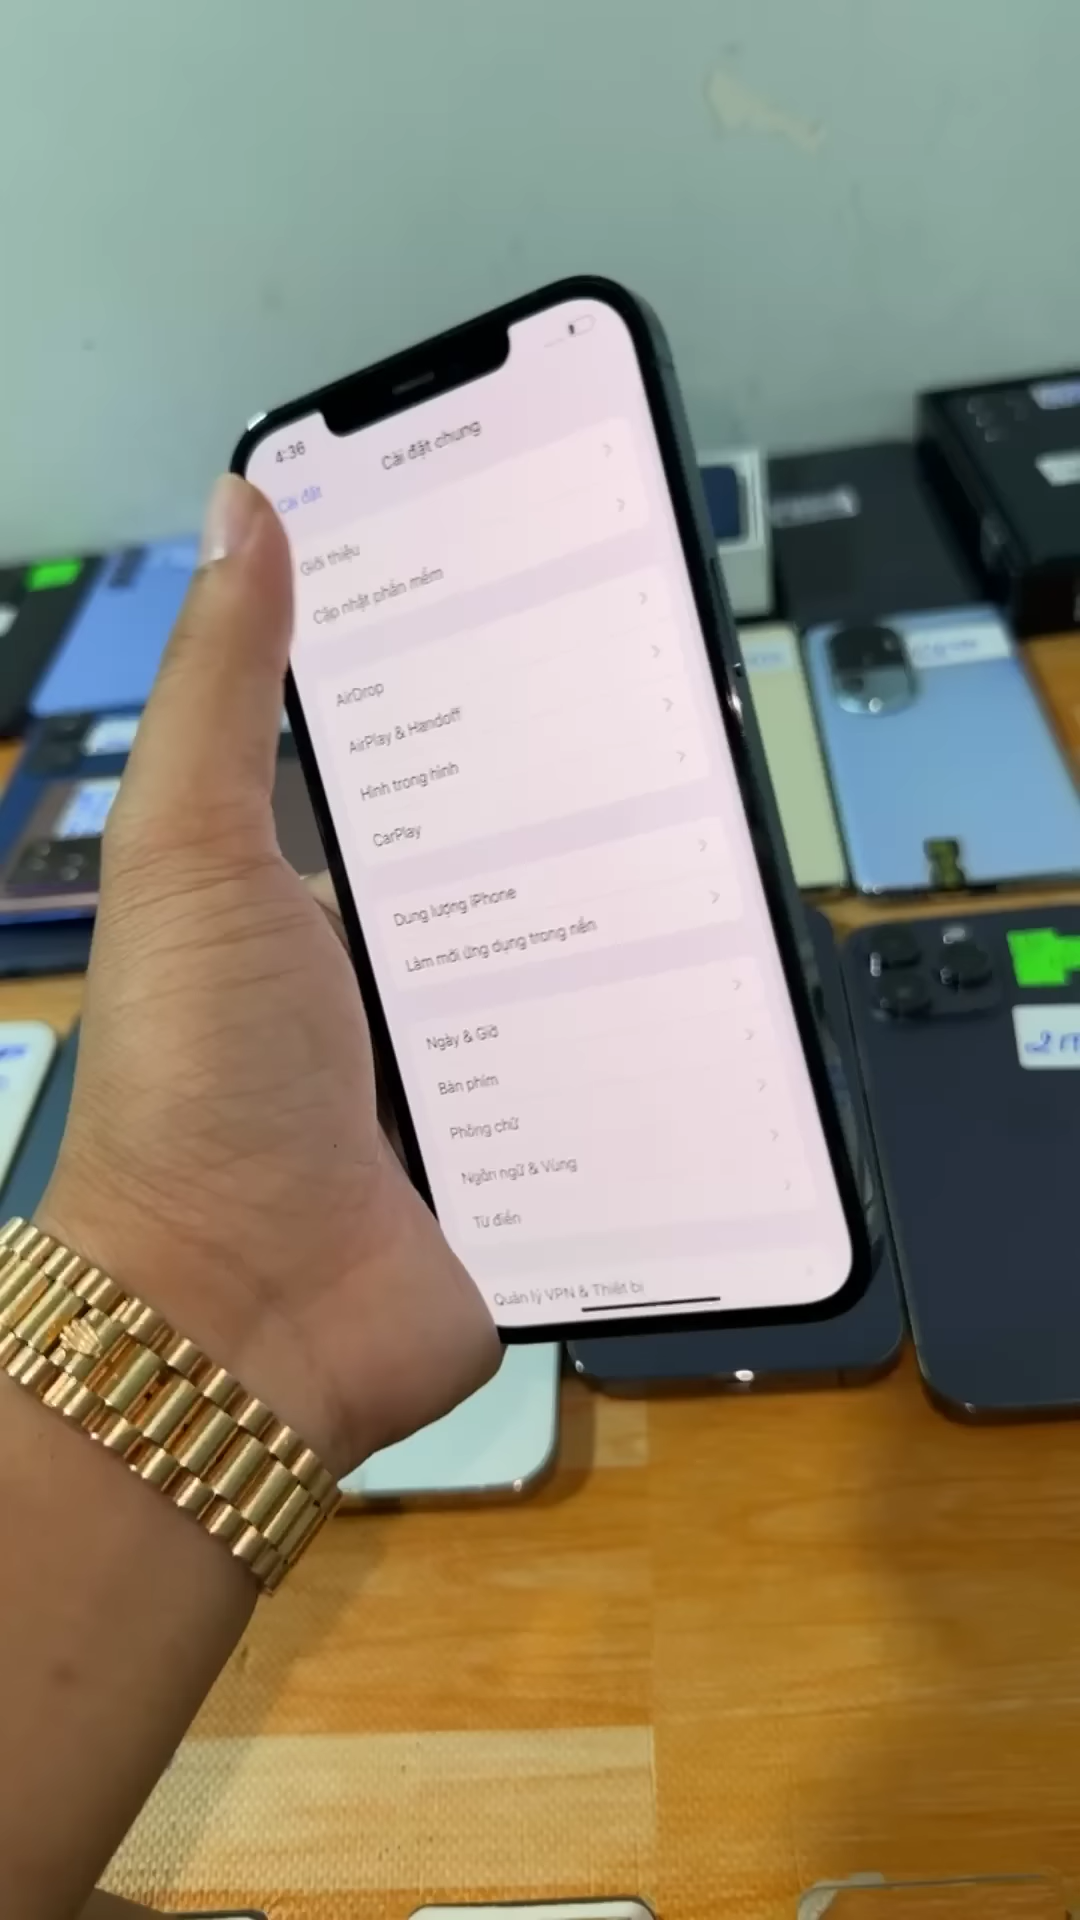 4:36
Cài đặt
Cài đặt chung
Giới thiệu
Cập nhật phần mềm
AirDrop
AirPlay & Handoff
Hình trong hình
CarPlay
Dung lượng iPhone
Làm mới ứng dụng trong nền
Ngày & Giờ
Bàn phím
Phông chữ
Ngôn ngữ & Vùng
Từ điển
Quản lý VPN & Thiết bị